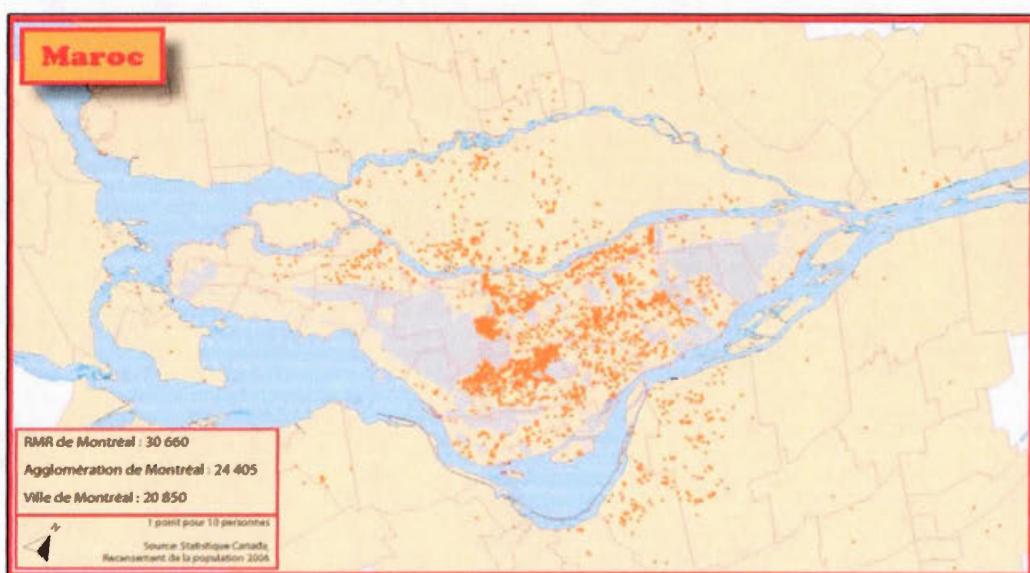 Maroc
RMR de Montréal : 30 660
Agglomération de Montréal : 24 405
Ville de Montréal : 20 850
N
1 point pour 10 personnes
Source: Statistique Canada,
Recensement de la population 2006